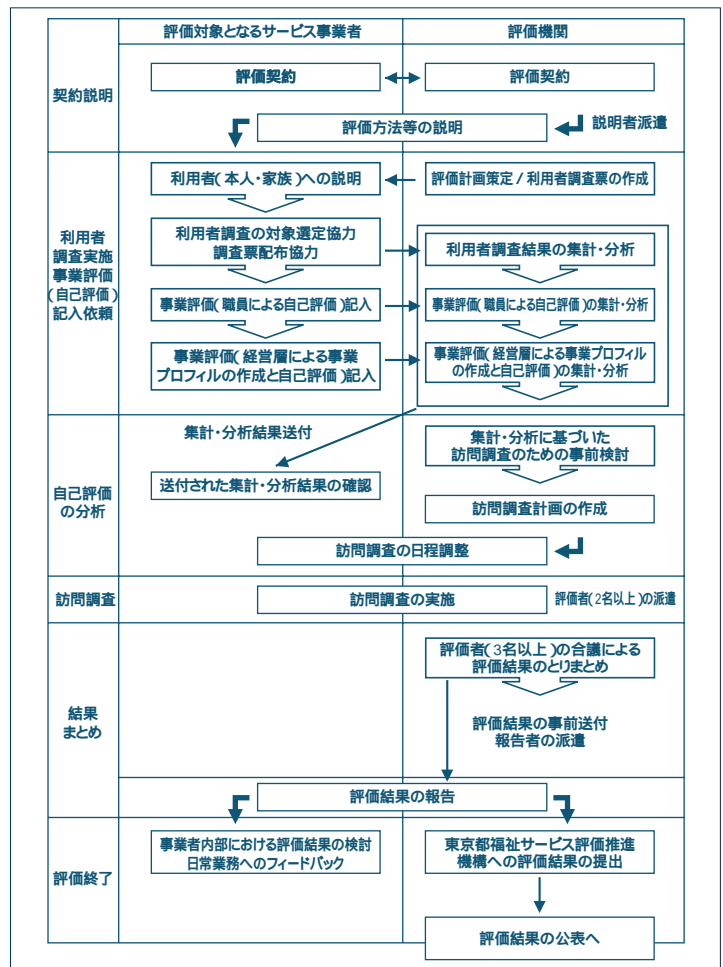 評価対象となるサービス事業者
評価機関
契約説明
評価契約
評価契約
評価方法等の説明
説明者派遣
利用者
調査実施
事業評価
(自己評価)
記入依頼
利用者(本人・家族)への説明
評価計画策定/利用者調査票の作成
利用者調査の対象選定協力
調査票配布協力
利用者調査結果の集計・分析
事業評価(職員による自己評価)記入
事業評価(職員による自己評価)の集計・分析
事業評価(経営層による事業
プロフィルの作成と自己評価)記入
事業評価(経営層による事業プロフィル
の作成と自己評価)の集計・分析
自己評価
の分析
集計・分析結果送付
集計・分析に基づいた
訪問調査のための事前検討
送付された集計・分析結果の確認
訪問調査計画の作成
訪問調査の日程調整
訪問調査
訪問調査の実施
評価者(2名以上)の派遣
結果
まとめ
評価者(3名以上)の合議による
評価結果のとりまとめ
評価結果の事前送付
報告者の派遣
評価結果の報告
評価終了
事業者内部における評価結果の検討
日常業務へのフィードバック
東京都福祉サービス評価推進
機構への評価結果の提出
評価結果の公表へ